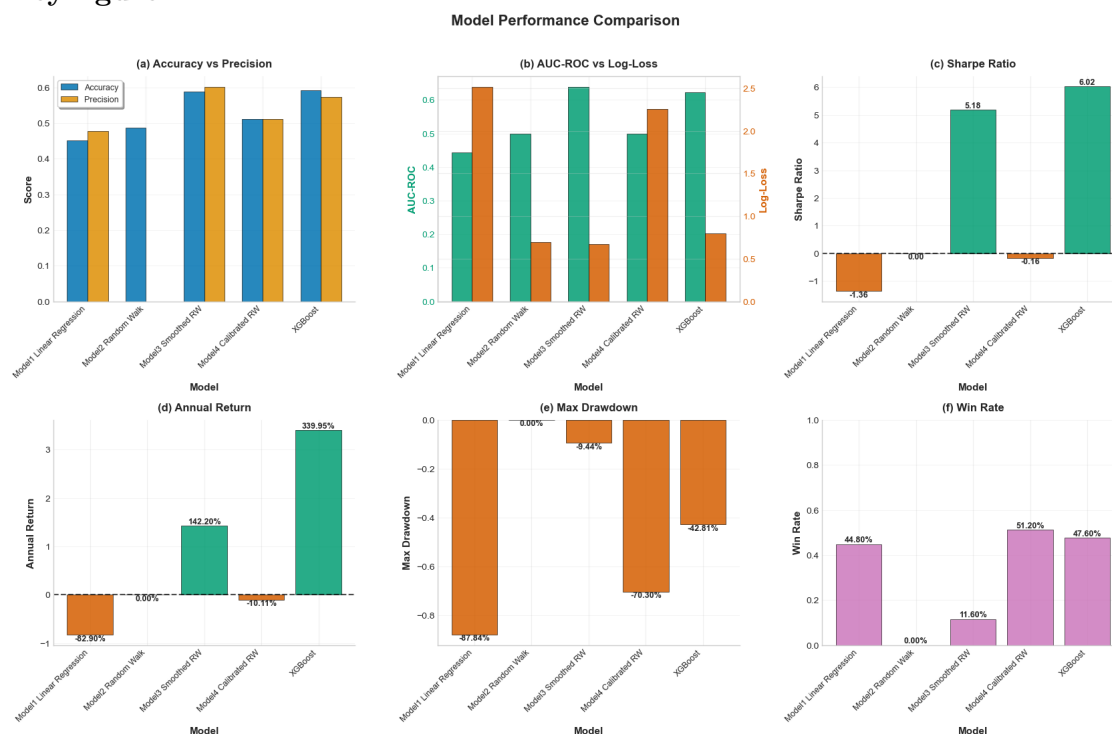 Model Performance Comparison
(a) Accuracy vs Precision
Accuracy
Precision
0.6
0.5
0.4
0.3
0.2
0.1
0.0
Score
Model1 Linear Regression
Model2 Random Walk
Model3 Smoothed RW
Model4 Calibrated RW
XGBoost
Model
(b) AUC-ROC vs Log-Loss
0.6
0.5
0.4
0.3
0.2
0.1
0.0
AUC-ROC
2.5
2.0
1.5
1.0
0.5
0.0
Log-Loss
Model1 Linear Regression
Model2 Random Walk
Model3 Smoothed RW
Model4 Calibrated RW
XGBoost
Model
(c) Sharpe Ratio
6
5
4
3
2
1
0
−1
Sharpe Ratio
-1.36
0.00
5.18
-0.16
6.02
Model1 Linear Regression
Model2 Random Walk
Model3 Smoothed RW
Model4 Calibrated RW
XGBoost
Model
(d) Annual Return
3
2
1
0
−1
Annual Return
-82.90%
0.00%
142.20%
-10.11%
339.95%
Model1 Linear Regression
Model2 Random Walk
Model3 Smoothed RW
Model4 Calibrated RW
XGBoost
Model
(e) Max Drawdown
0.0
−0.2
−0.4
−0.6
−0.8
Max Drawdown
-87.84%
0.00%
-9.44%
-70.30%
-42.81%
Model1 Linear Regression
Model2 Random Walk
Model3 Smoothed RW
Model4 Calibrated RW
XGBoost
Model
(f) Win Rate
1.0
0.8
0.6
0.4
0.2
0.0
Win Rate
44.80%
0.00%
11.60%
51.20%
47.60%
Model1 Linear Regression
Model2 Random Walk
Model3 Smoothed RW
Model4 Calibrated RW
XGBoost
Model